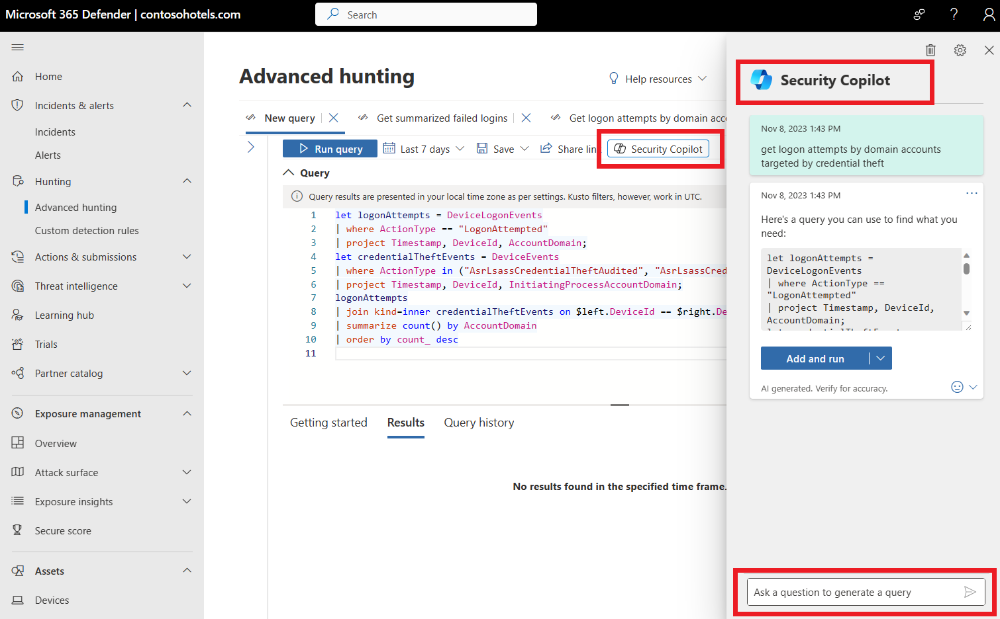 Microsoft 365 Defender | contosohotels.com
Search
Home
Incidents & alerts
Incidents
Alerts
Hunting
Advanced hunting
Custom detection rules
Actions & submissions
Threat intelligence
Learning hub
Trials
Partner catalog
Exposure management
Overview
Attack surface
Exposure insights
Secure score
Assets
Devices
Advanced hunting
Help resources
New query
Get summarized failed logins
Get logon attempts by domain acc
Run query
Last 7 days
Save
Share lin
Security Copilot
Query
Query results are presented in your local time zone as per settings. Kusto filters, however, work in UTC.
1 let logonAttempts = DeviceLogonEvents
2 | where ActionType == "LogonAttempted"
3 | project Timestamp, DeviceId, AccountDomain;
4 let credentialTheftEvents = DeviceEvents
5 | where ActionType in ("AsrLsassCredentialTheftAudited", "AsrLsassCred
6 | project Timestamp, DeviceId, InitiatingProcessAccountDomain;
7 logonAttempts
8 | join kind=inner credentialTheftEvents on $left.DeviceId == $right.De
9 | summarize count() by AccountDomain
10 | order by count_ desc
11
Getting started
Results
Query history
No results found in the specified time frame.
Security Copilot
Nov 8, 2023 1:43 PM
get logon attempts by domain accounts
targeted by credential theft
Nov 8, 2023 1:43 PM
Here's a query you can use to find what you
need:
let logonAttempts =
DeviceLogonEvents
| where ActionType ==
"LogonAttempted"
| project Timestamp, DeviceId,
AccountDomain;
Add and run
AI generated. Verify for accuracy.
Ask a question to generate a query